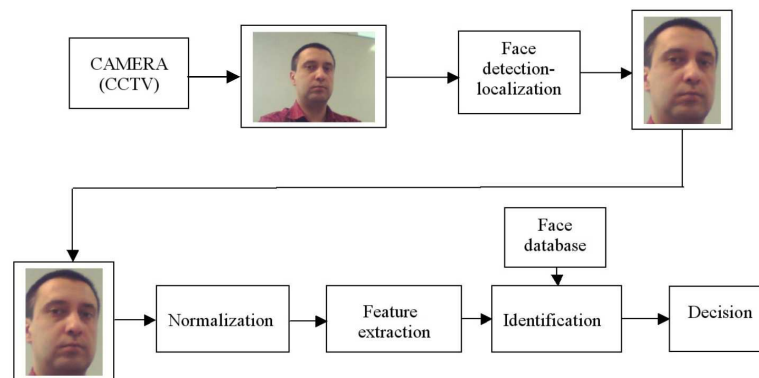 CAMERA
(CCTV)
Face
detection-
localization
Face
database
Normalization
Feature
extraction
Identification
Decision